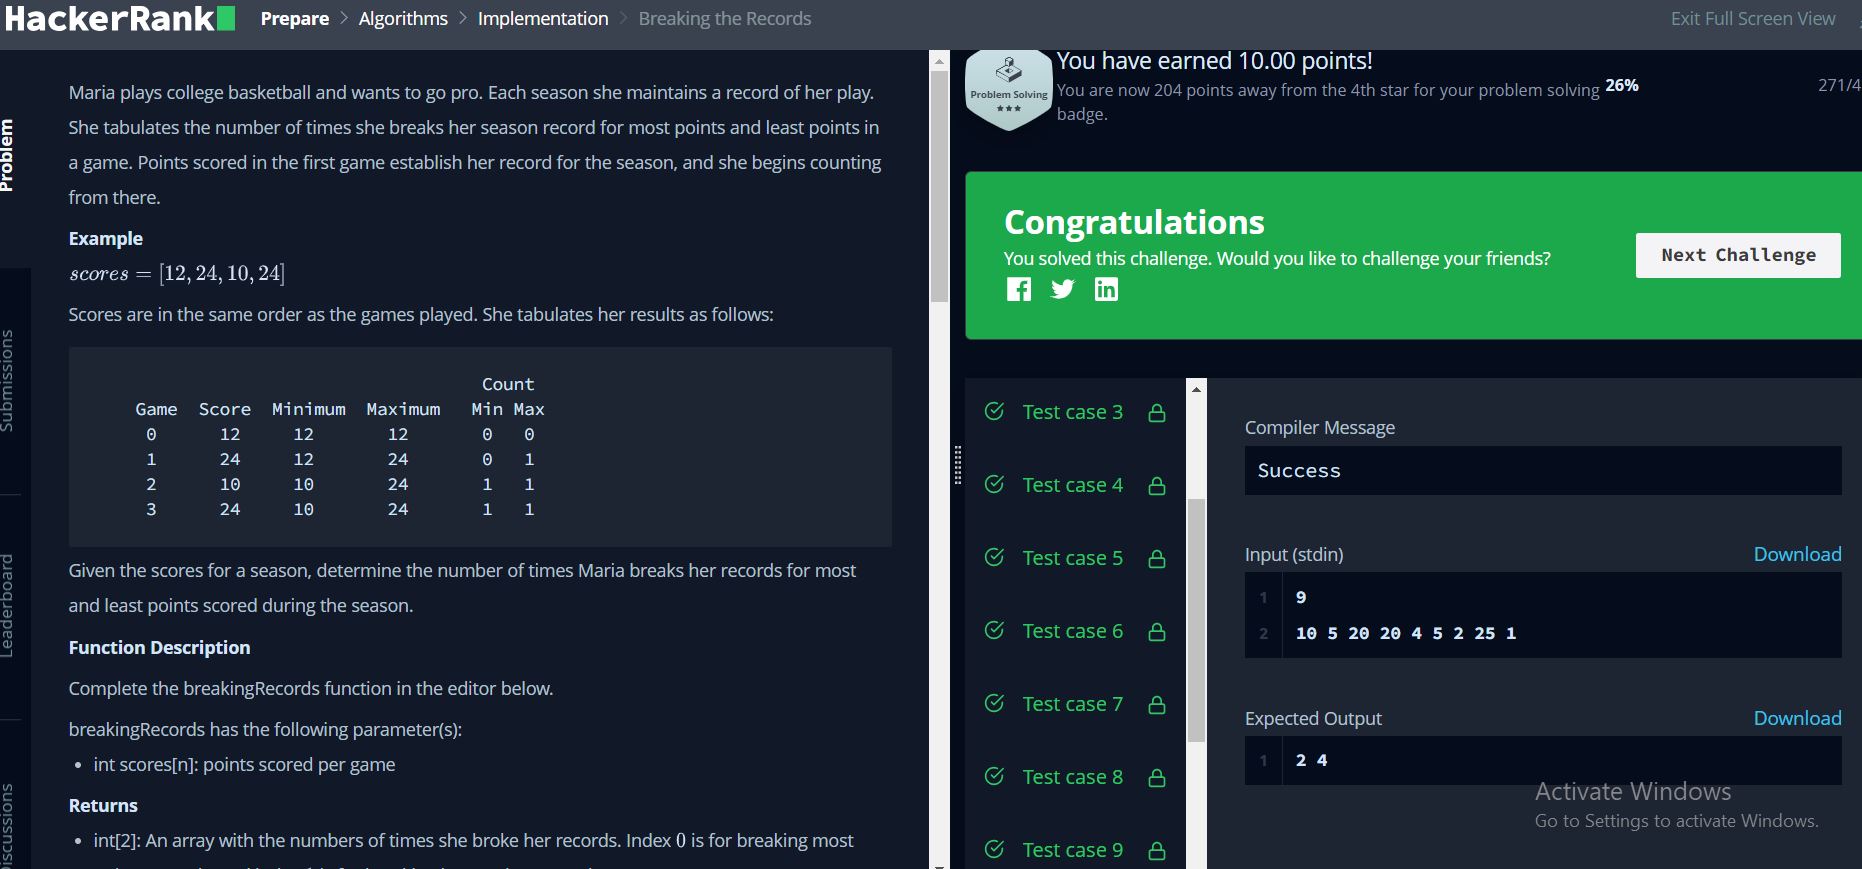 HackerRank
Prepare > Algorithms > Implementation > Breaking the Records
Exit Full Screen View
Problem
Submissions
Leaderboard
Maria plays college basketball and wants to go pro. Each season she maintains a record of her play.
She tabulates the number of times she breaks her season record for most points and least points in
a game. Points scored in the first game establish her record for the season, and she begins counting
from there.
Example
scores = [12, 24, 10, 24]
Scores are in the same order as the games played. She tabulates her results as follows:
Count
Game Score Minimum Maximum Min Max
0 12 12 12 0 0
1 24 12 24 0 1
2 10 10 24 1 1
3 24 10 24 1 1
Given the scores for a season, determine the number of times Maria breaks her records for most
and least points scored during the season.
Function Description
Complete the breakingRecords function in the editor below.
breakingRecords has the following parameter(s):
• int scores[n]: points scored per game
Returns
• int[2]: An array with the numbers of times she broke her records. Index 0 is for breaking most
Problem Solving
★★★
You have earned 10.00 points!
You are now 204 points away from the 4th star for your problem solving
badge.
26%
271/4
Congratulations
You solved this challenge. Would you like to challenge your friends?
Next Challenge
Test case 3
Test case 4
Test case 5
Test case 6
Test case 7
Test case 8
Test case 9
Compiler Message
Success
Input (stdin)
Download
1 9
2 10 5 20 20 4 5 2 25 1
Expected Output
Download
1 2 4
Activate Windows
Go to Settings to activate Windows.